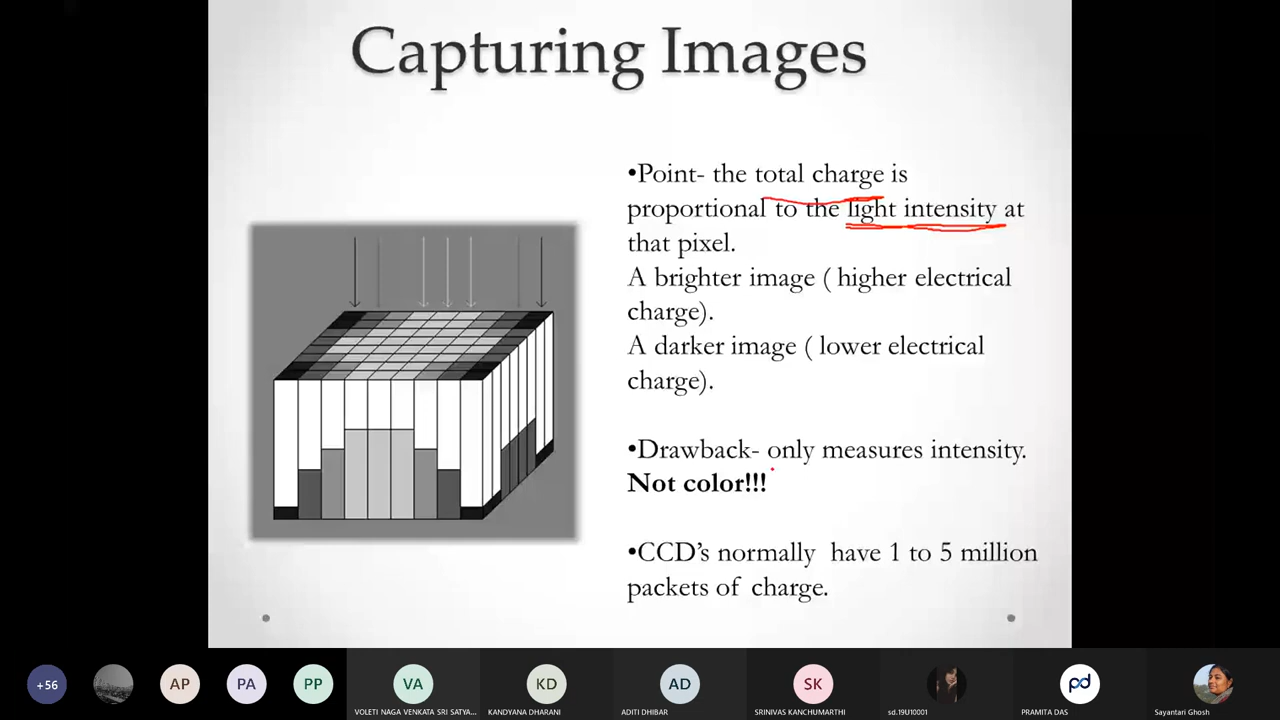 Capturing Images
•Point- the total charge is
proportional to the light intensity at
that pixel.
A brighter image ( higher electrical
charge).
A darker image ( lower electrical
charge).
•Drawback- only measures intensity.
Not color!!!
•CCD’s normally have 1 to 5 million
packets of charge.
+56
AP
PA
PP
VA
KD
AD
SK
pd
VOLETI NAGA VENKATA SRI SATYA...
KANDYANA DHARANI
ADITI DHIBAR
SRINIVAS KANCHUMARTHI
sd.19U10001
PRAMITA DAS
Sayantari Ghosh